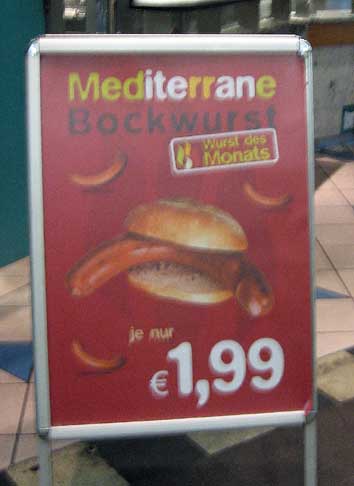 Mediterrane
Bockwurst
Wurst des
Monats
je nur
€1,99